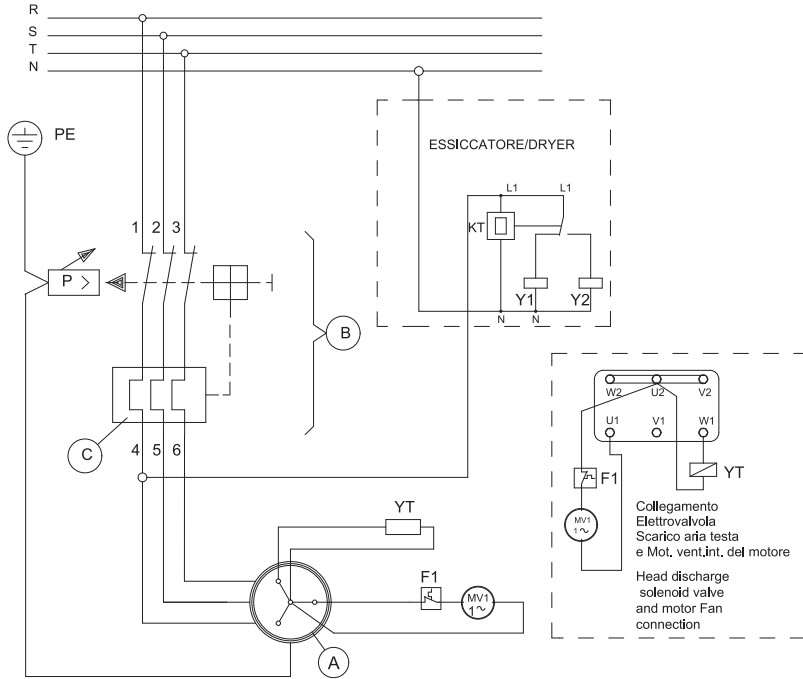 R
S
T
N
PE
ESSICCATORE/DRYER
L1 L1
KT
1 2 3
P >
Y1 Y2
N N
B
W2 U2 V2
U1 V1 W1
C
4 5 6
F1
YT
MV1
1~
Collegamento
Elettrovalvola
Scarico aria testa
e Mot. vent.int. del motore
Head discharge
solenoid valve
and motor Fan
connection
YT
F1
MV1
1~
A